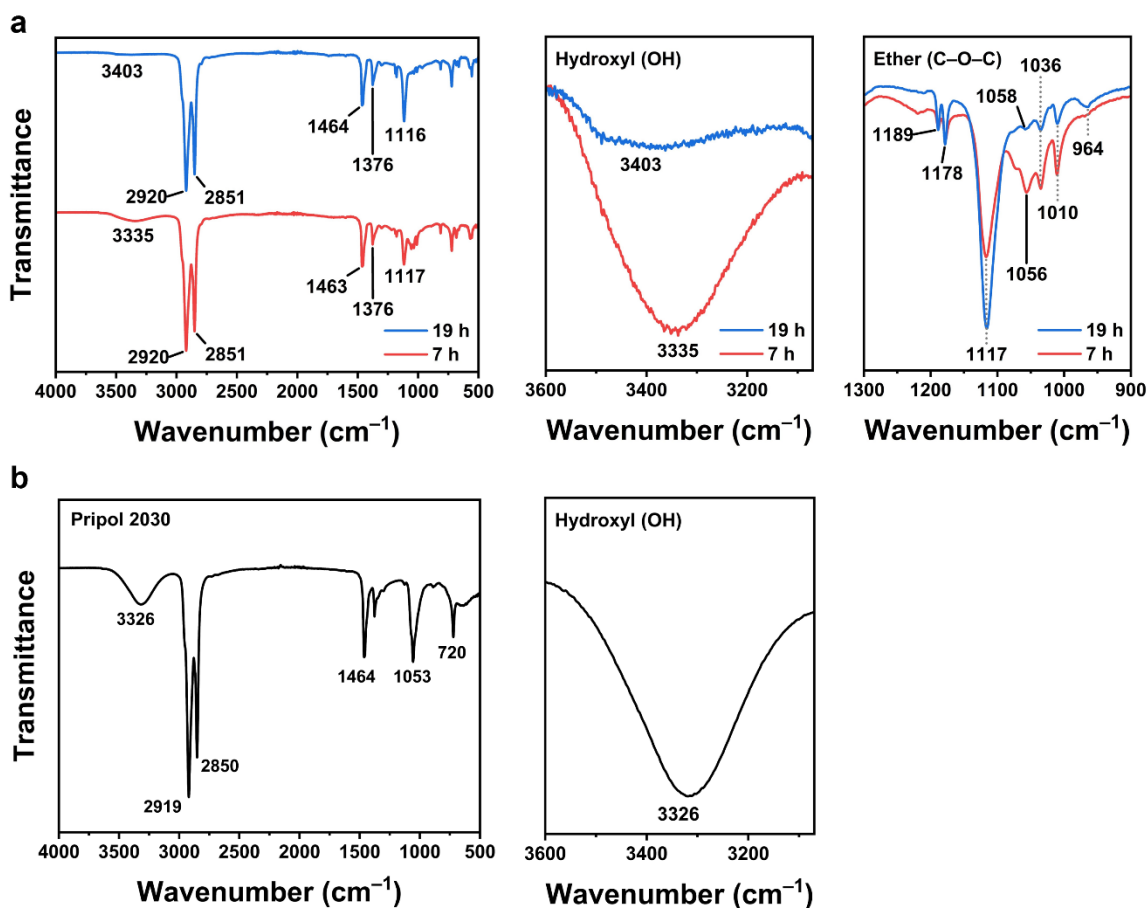 a
3403
1464
1376
1116
2920
2851
3335
1463
1376
1117
2920
2851
19 h
7 h
4000 3500 3000 2500 2000 1500 1000 500
Wavenumber (cm⁻¹)
Transmittance
Hydroxyl (OH)
3403
3335
19 h
7 h
3600 3400 3200
Wavenumber (cm⁻¹)
Ether (C–O–C)
1036
1058
1189
1178
964
1010
1056
1117
19 h
7 h
1300 1200 1100 1000 900
Wavenumber (cm⁻¹)
b
Pripol 2030
3326
1464
1053
720
2850
2919
4000 3500 3000 2500 2000 1500 1000 500
Wavenumber (cm⁻¹)
Transmittance
Hydroxyl (OH)
3326
3600 3400 3200
Wavenumber (cm⁻¹)